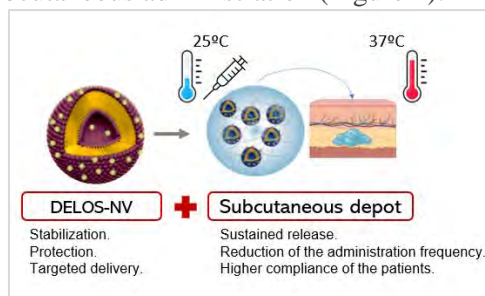 25ºC
37ºC
DELOS-NV
Subcutaneous depot
Stabilization.
Protection.
Targeted delivery.
Sustained release.
Reduction of the administration frequency.
Higher compliance of the patients.